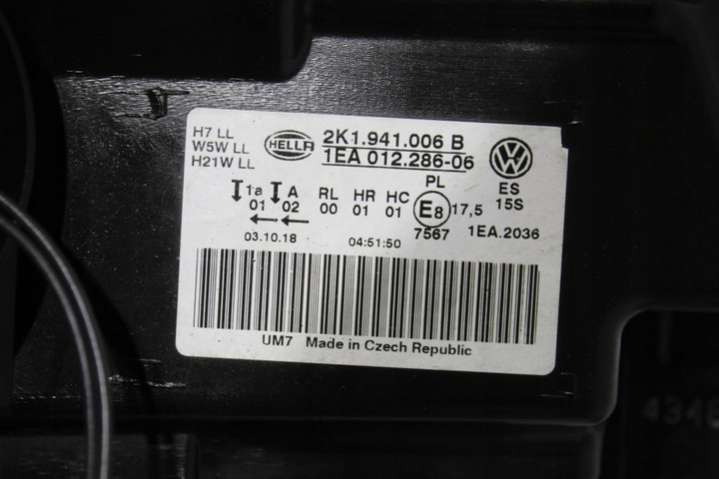 H7 LL
W5W LL
H21W LL
HELLA
2K1.941.006 B
1EA 012.286-06
VW
PL
ES
15S
1a A RL HR HC
01 02 00 01 01
E8 17,5
7567 1EA.2036
03.10.18 04:51:50
UM7 Made in Czech Republic